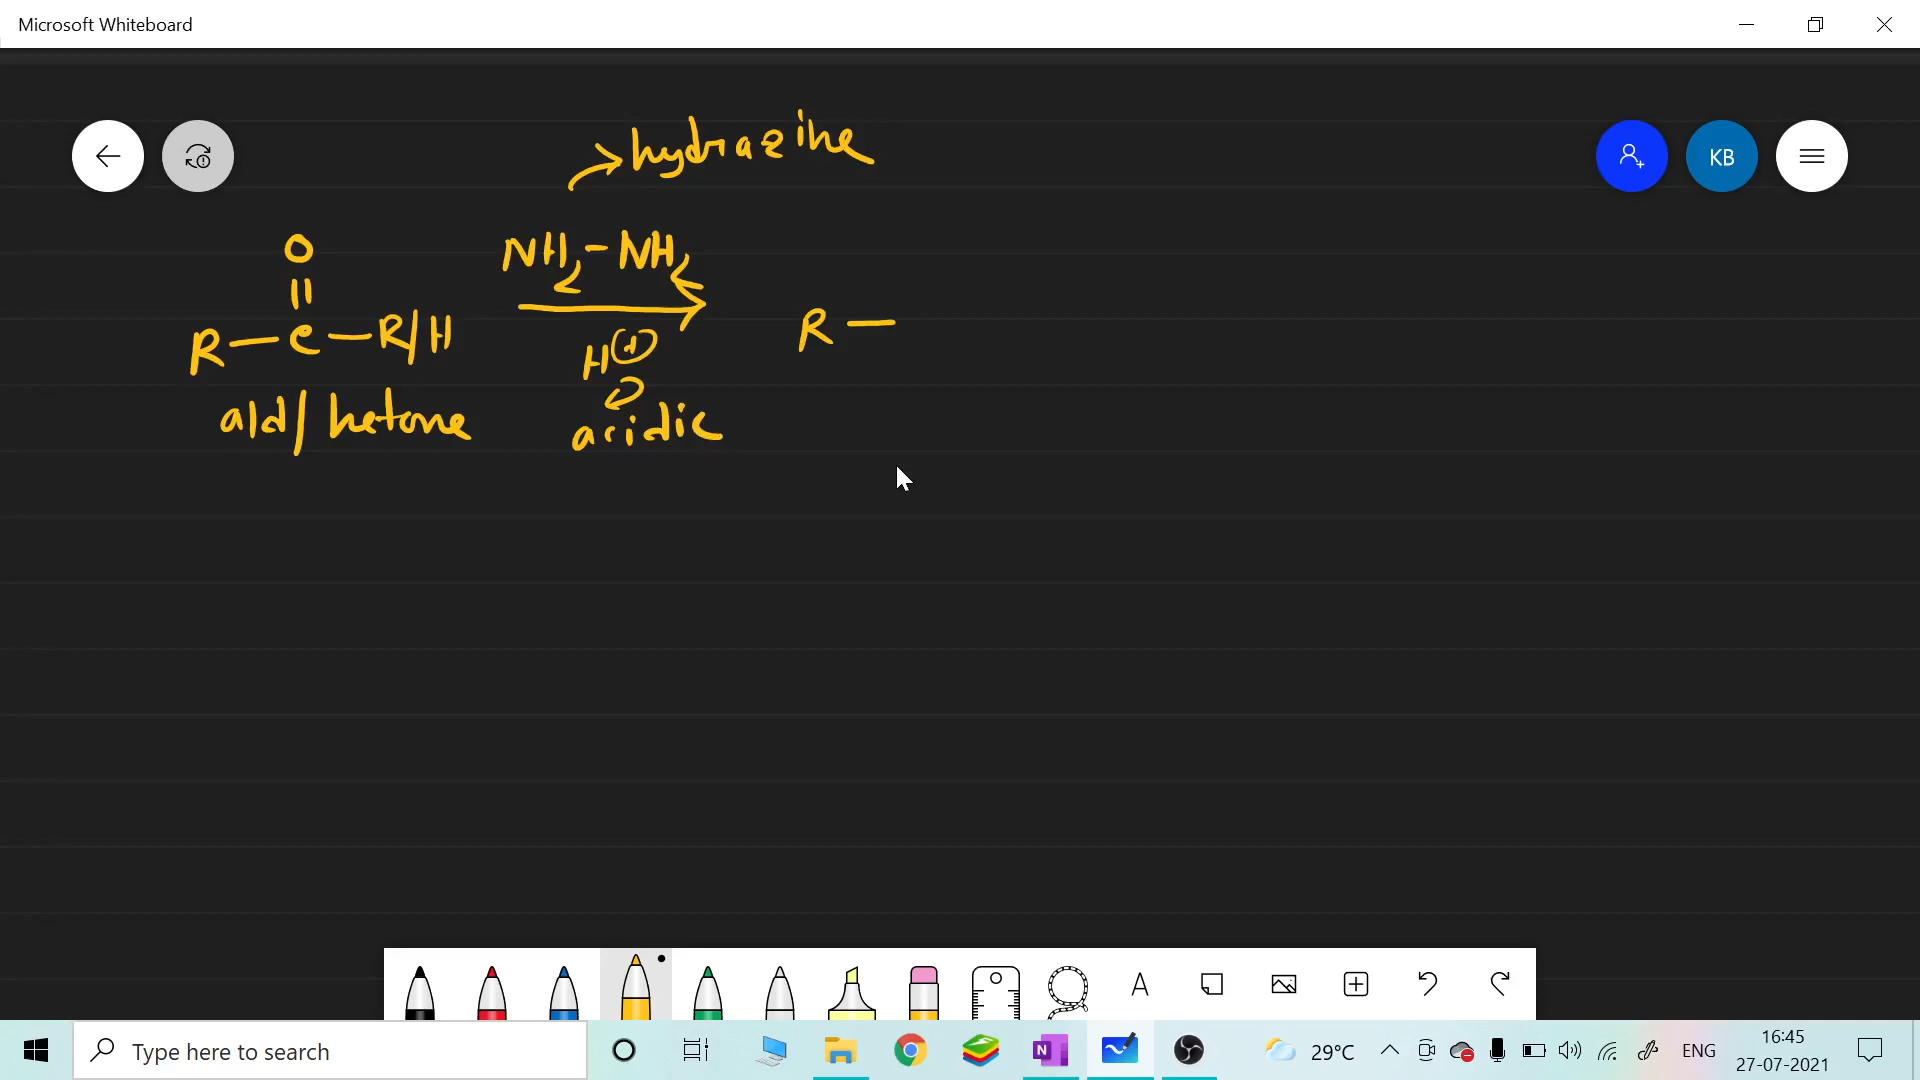 Microsoft Whiteboard
hydrazine
KB
O
NH2-NH2
R-C-R/H
R-
H+
ald/ketone
acidic
A
Type here to search
29°C
ENG
16:45
27-07-2021